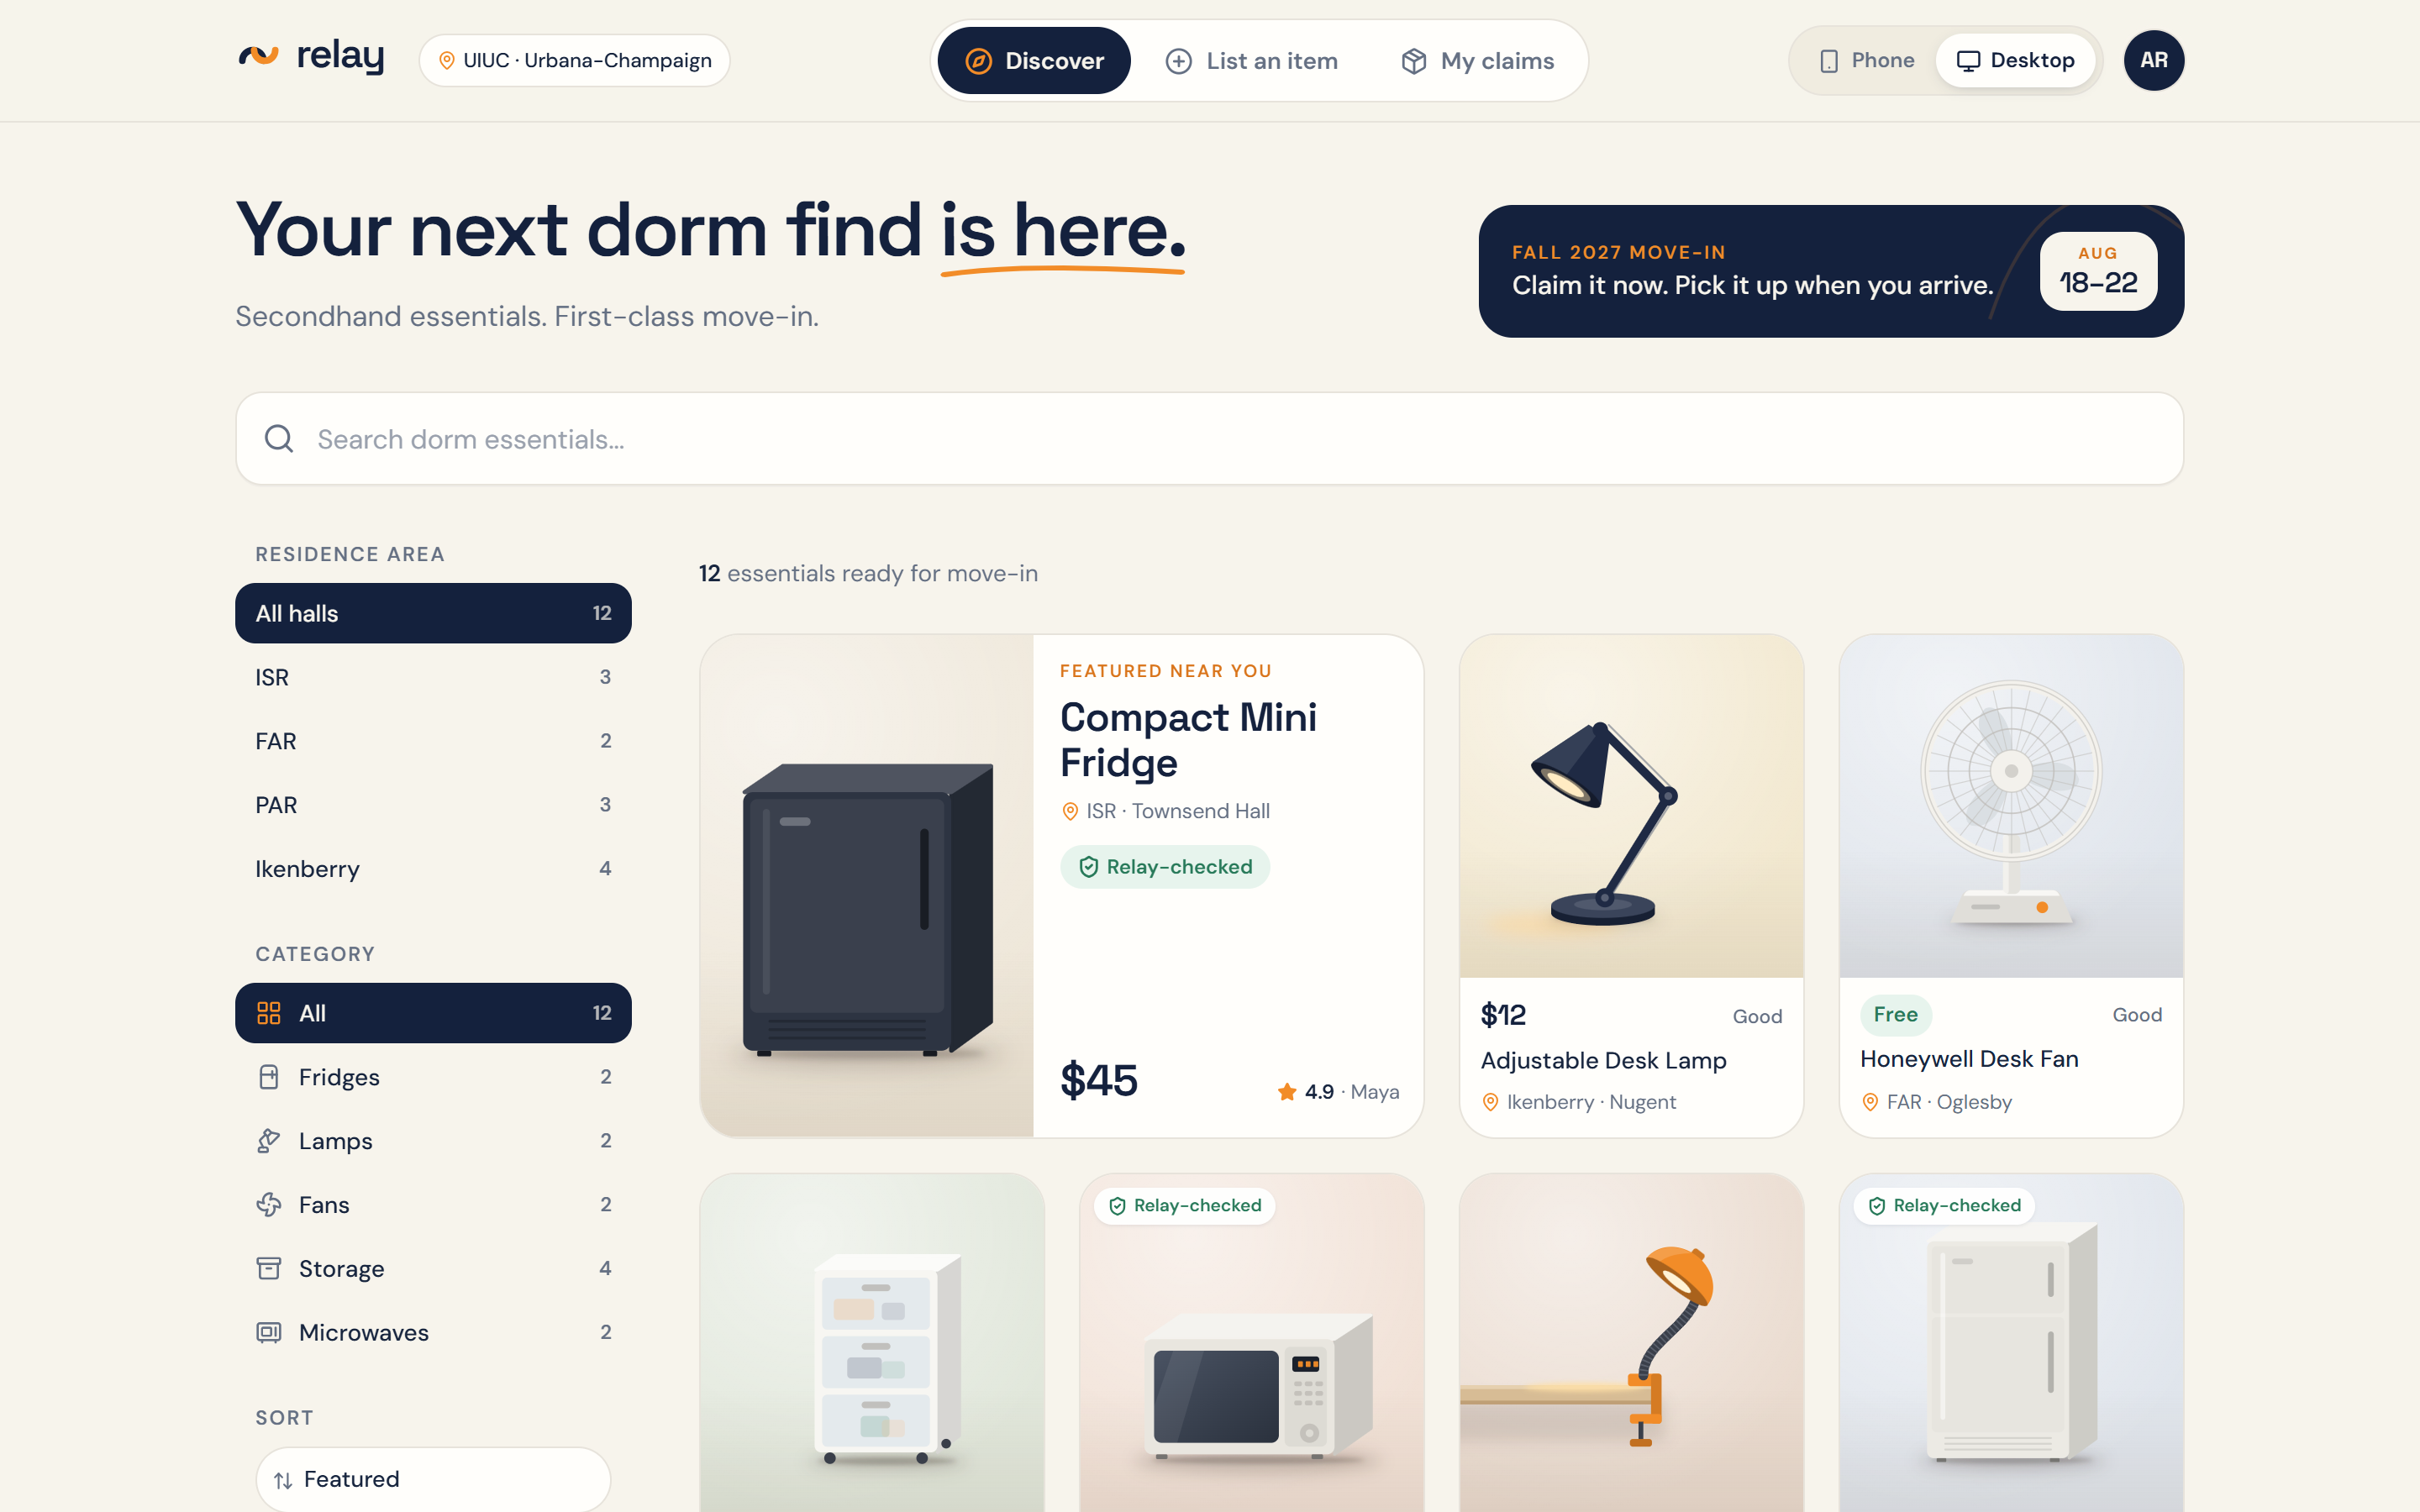 relay
UIUC · Urbana-Champaign
Discover
List an item
My claims
Phone
Desktop
AR
Your next dorm find is here.
Secondhand essentials. First-class move-in.
FALL 2027 MOVE-IN
Claim it now. Pick it up when you arrive.
AUG
18–22
Search dorm essentials...
RESIDENCE AREA
All halls 12
ISR 3
FAR 2
PAR 3
Ikenberry 4
CATEGORY
All 12
Fridges 2
Lamps 2
Fans 2
Storage 4
Microwaves 2
SORT
Featured
12 essentials ready for move-in
FEATURED NEAR YOU
Compact Mini
Fridge
ISR · Townsend Hall
Relay-checked
$45
4.9 · Maya
$12
Good
Adjustable Desk Lamp
Ikenberry · Nugent
Free
Good
Honeywell Desk Fan
FAR · Oglesby
Relay-checked
Relay-checked